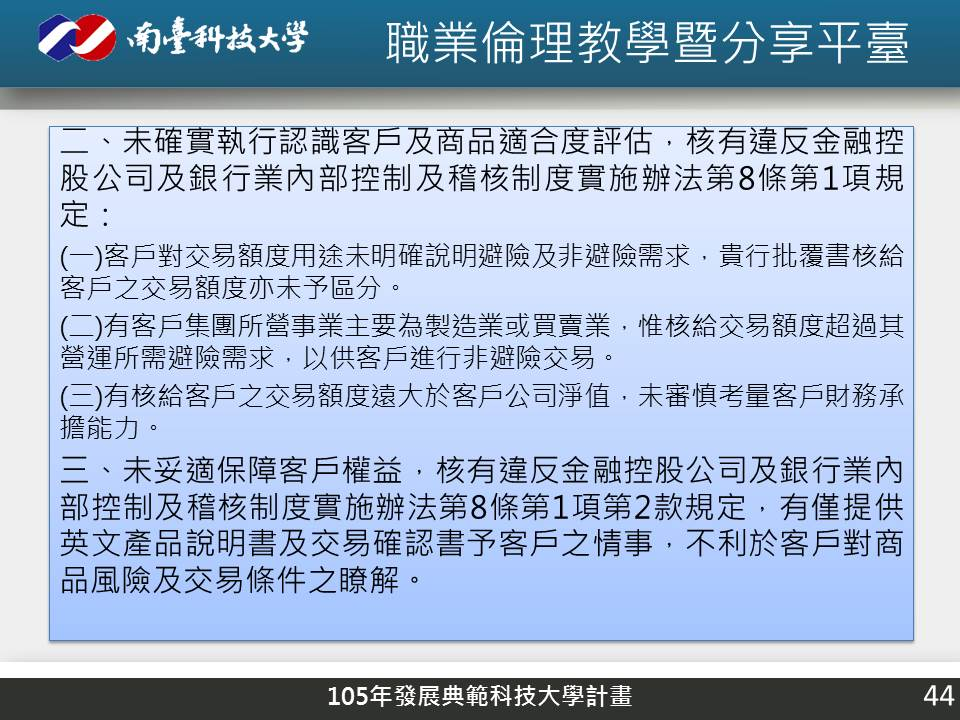 南臺科技大學
職業倫理教學暨分享平臺
二、未確實執行認識客戶及商品適合度評估，核有違反金融控
股公司及銀行業內部控制及稽核制度實施辦法第8條第1項規
定：
(一)客戶對交易額度用途未明確說明避險及非避險需求，貴行批覆書核給
客戶之交易額度亦未予區分。
(二)有客戶集團所營事業主要為製造業或買賣業，惟核給交易額度超過其
營運所需避險需求，以供客戶進行非避險交易。
(三)有核給客戶之交易額度遠大於客戶公司淨值，未審慎考量客戶財務承
擔能力。
三、未妥適保障客戶權益，核有違反金融控股公司及銀行業內
部控制及稽核制度實施辦法第8條第1項第2款規定，有僅提供
英文產品說明書及交易確認書予客戶之情事，不利於客戶對商
品風險及交易條件之瞭解。
105年發展典範科技大學計畫
44